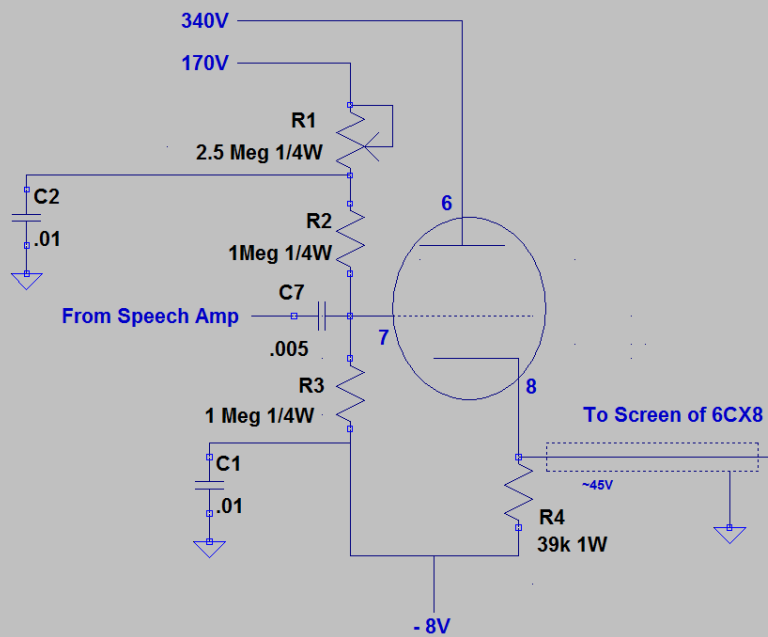 340V
170V
R1
2.5 Meg 1/4W
6
C2
.01
R2
1Meg 1/4W
C7
From Speech Amp
.005
7
R3
1 Meg 1/4W
8
To Screen of 6CX8
~45V
C1
.01
R4
39k 1W
- 8V